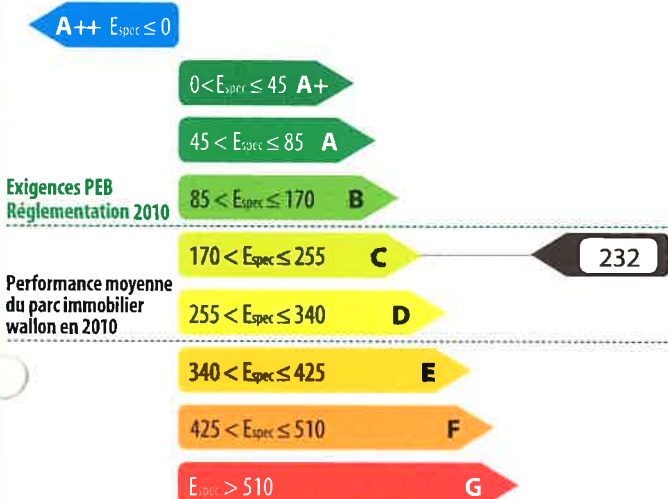 A++ Espec ≤ 0
0 < Espec ≤ 45 A+
45 < Espec ≤ 85 A
Exigences PEB
Réglementation 2010
85 < Espec ≤ 170 B
170 < Espec ≤ 255 C
232
Performance moyenne
du parc immobilier
wallon en 2010
255 < Espec ≤ 340 D
340 < Espec ≤ 425 E
425 < Espec ≤ 510 F
Espec > 510 G